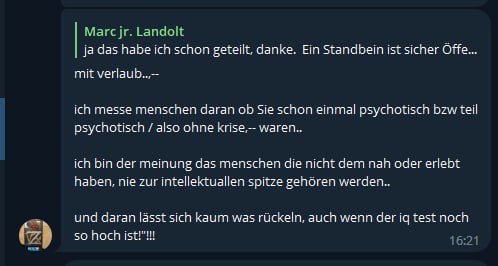 Marc jr. Landolt
ja das habe ich schon geteilt, danke.  Ein Standbein ist sicher Öffe...
mit verlaub..,--
ich messe menschen daran ob Sie schon einmal psychotisch bzw teil
psychotisch / also ohne krise,-- waren..
ich bin der meinung das menschen die nicht dem nah oder erlebt
haben, nie zur intellektuallen spitze gehören werden..
und daran lässt sich kaum was rückeln, auch wenn der iq test noch
so hoch ist!"!!!
16:21